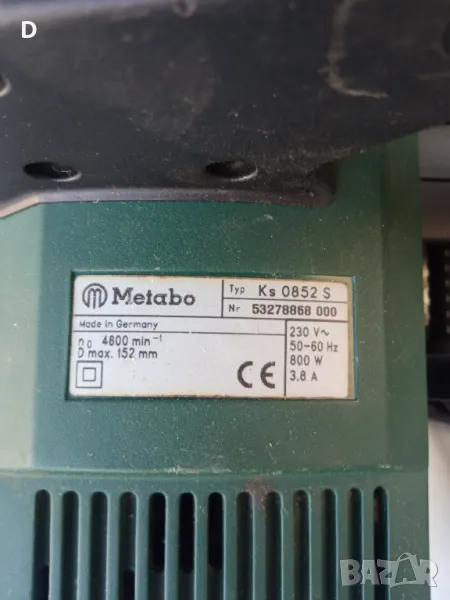 D
Metabo
Typ Ks 0852 S
Nr 53278868 000
Made in Germany
n₀ 4800 min⁻¹
D max. 152 mm
230 V~
50-60 Hz
800 W
3,8 A
CE
BAZAR